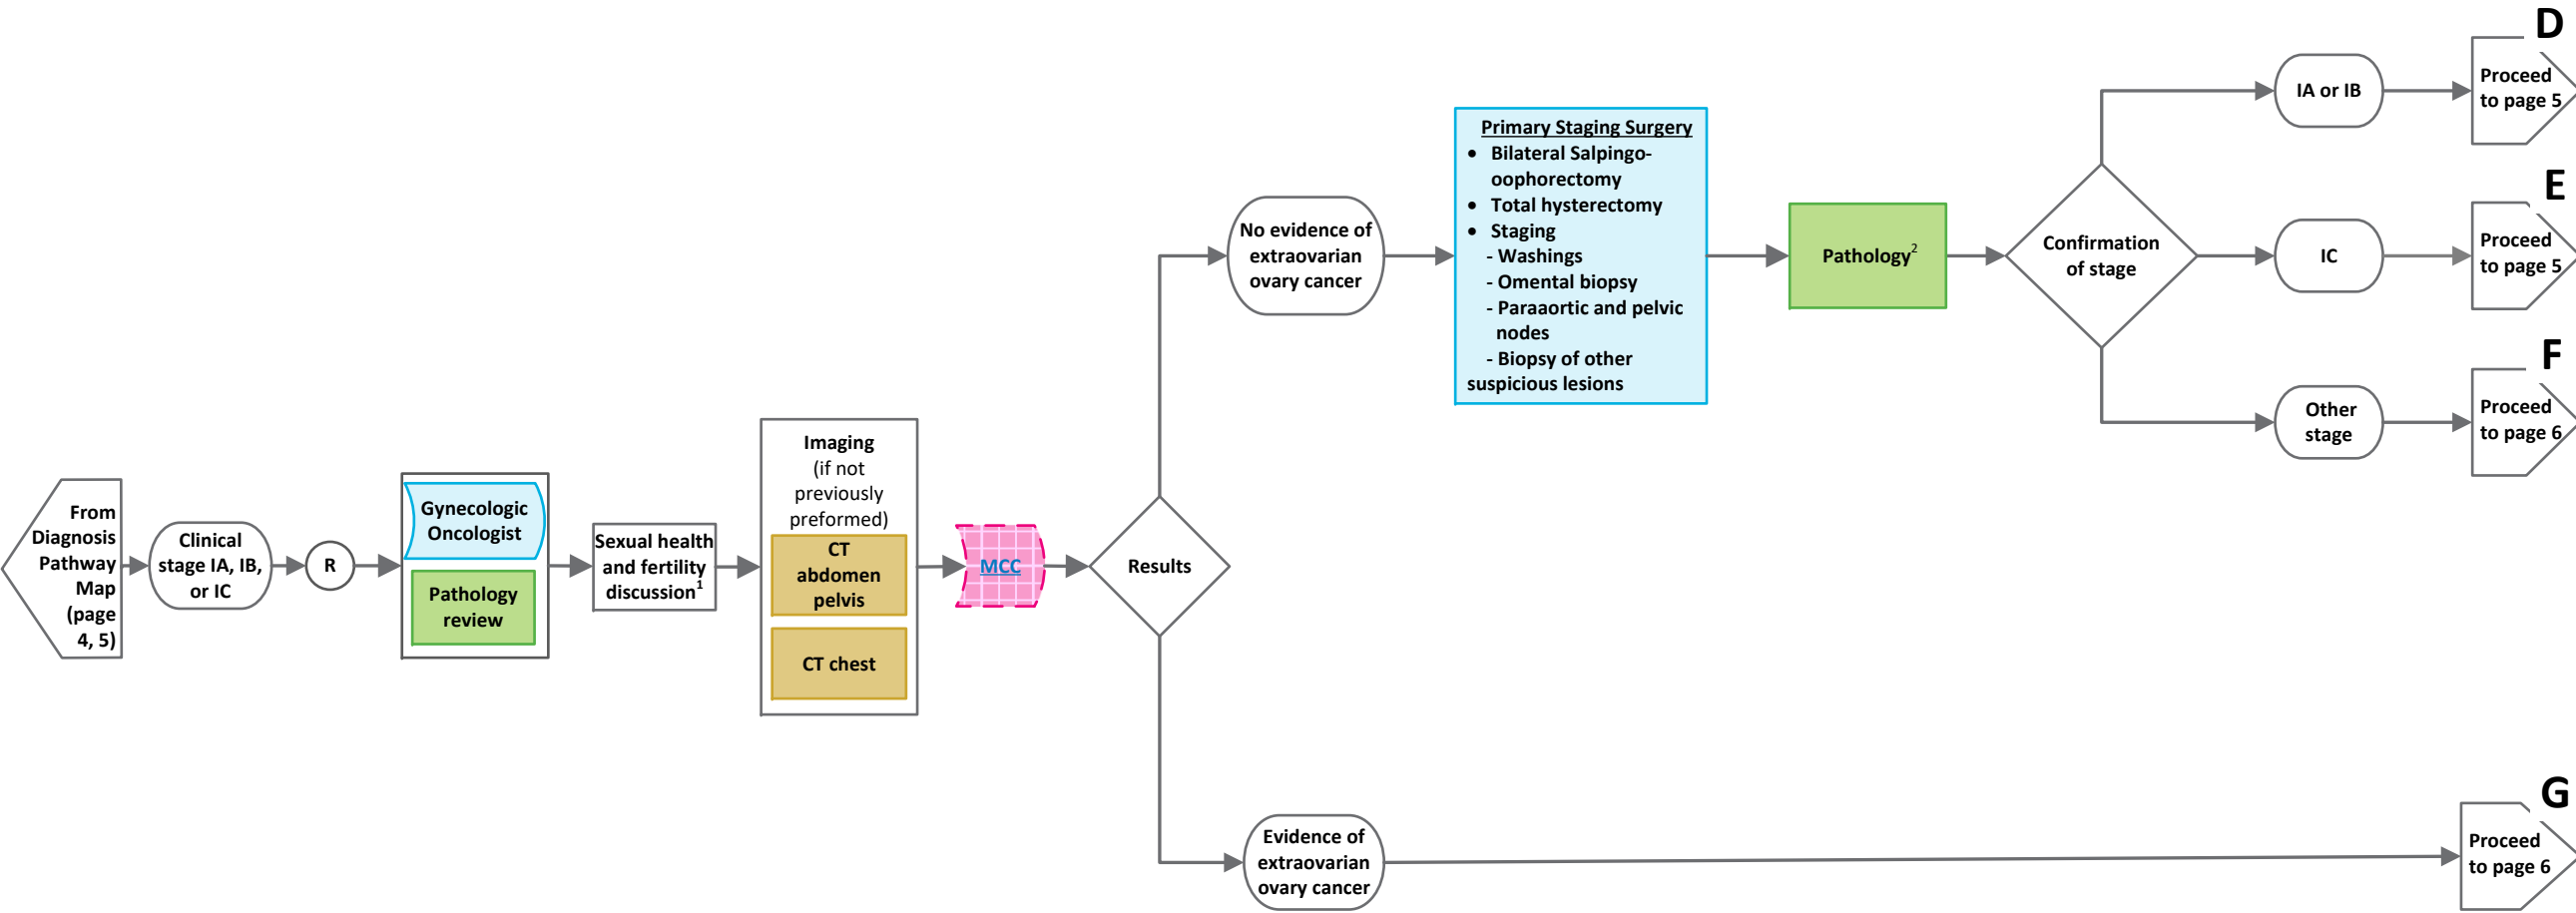 From
Diagnosis
Pathway
Map
(page
4, 5)
Clinical
stage IA, IB,
or IC
R
Gynecologic
Oncologist
Pathology
review
Sexual health
and fertility
discussion1
Imaging
(if not
previously
preformed)
CT
abdomen
pelvis
CT chest
MCC
Results
No evidence of
extraovarian
ovary cancer
Primary Staging Surgery
• Bilateral Salpingo-
oophorectomy
• Total hysterectomy
• Staging
- Washings
- Omental biopsy
- Paraaortic and pelvic
nodes
- Biopsy of other
suspicious lesions
Pathology2
Confirmation
of stage
IA or IB
D
Proceed
to page 5
IC
E
Proceed
to page 5
Other
stage
F
Proceed
to page 6
Evidence of
extraovarian
ovary cancer
G
Proceed
to page 6